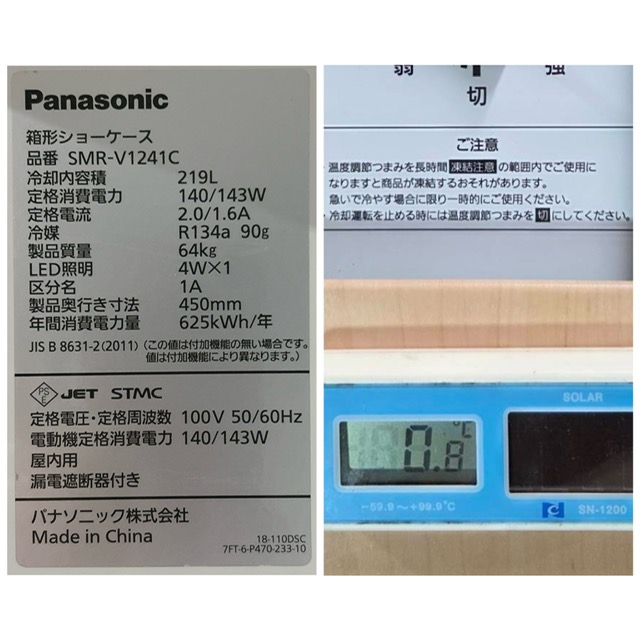 Panasonic
箱形ショーケース
品番 SMR-V1241C
冷却内容積 219L
定格消費電力 140/143W
定格電流 2.0/1.6A
冷媒 R134a 90g
製品質量 64kg
LED照明 4W×1
区分名 1A
製品奥行き寸法 450mm
年間消費電力量 625kWh/年
JIS B 8631-2(2011) (この値は付加機能の無い場合です。
値は付加機能により異なります。)
PS
E JET STMC
定格電圧・定格周波数 100V 50/60Hz
電動機定格消費電力 140/143W
屋内用
漏電遮断器付き
パナソニック株式会社
Made in China
18-110DSC
7FT-6-P470-233-10
弱 強
切
ご注意
・温度調節つまみを長時間 凍結注意 の範囲内でご使用に
なりますと商品が凍結するおそれがあります。
急いで冷やす場合に限り一時的にご使用ください。
・冷却運転を止める時には温度調節つまみを 切 にしてください。
SOLAR
0.8 ℃
-59.9～+99.9℃
SN-1200